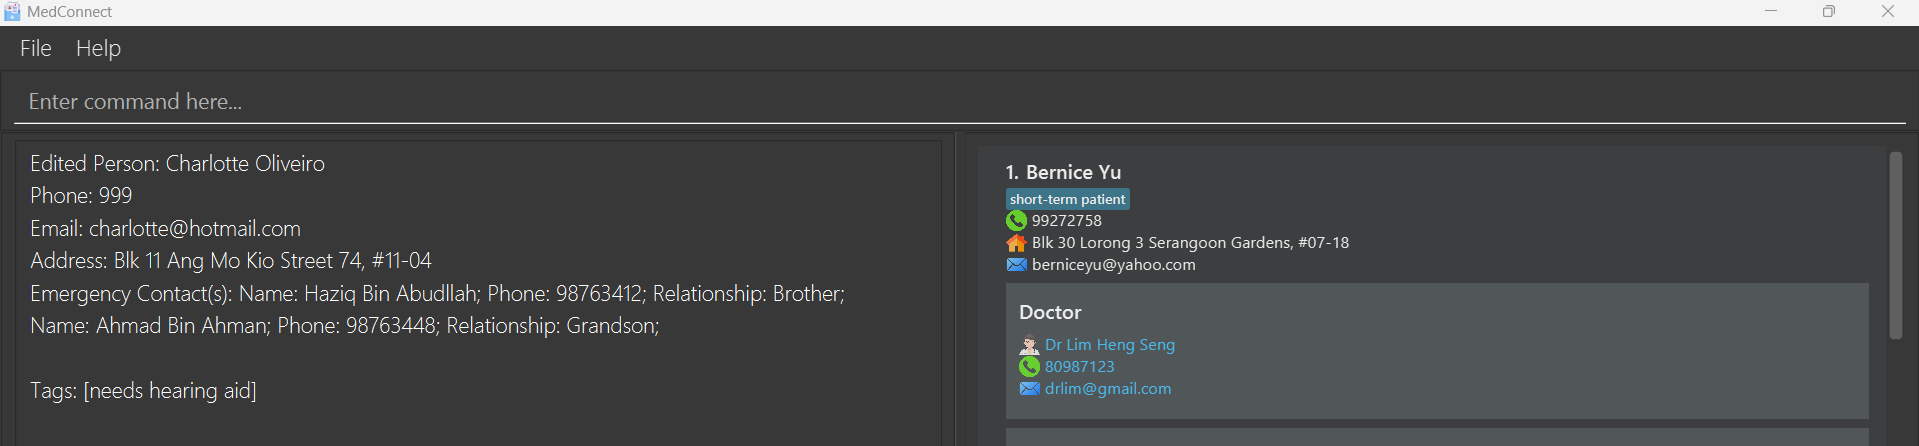 MedConnect
File Help
Enter command here...
Edited Person: Charlotte Oliveiro
Phone: 999
Email: charlotte@hotmail.com
Address: Blk 11 Ang Mo Kio Street 74, #11-04
Emergency Contact(s): Name: Haziq Bin Abudllah; Phone: 98763412; Relationship: Brother;
Name: Ahmad Bin Ahman; Phone: 98763448; Relationship: Grandson;
Tags: [needs hearing aid]
1. Bernice Yu
short-term patient
99272758
Blk 30 Lorong 3 Serangoon Gardens, #07-18
berniceyu@yahoo.com
Doctor
Dr Lim Heng Seng
80987123
drlim@gmail.com